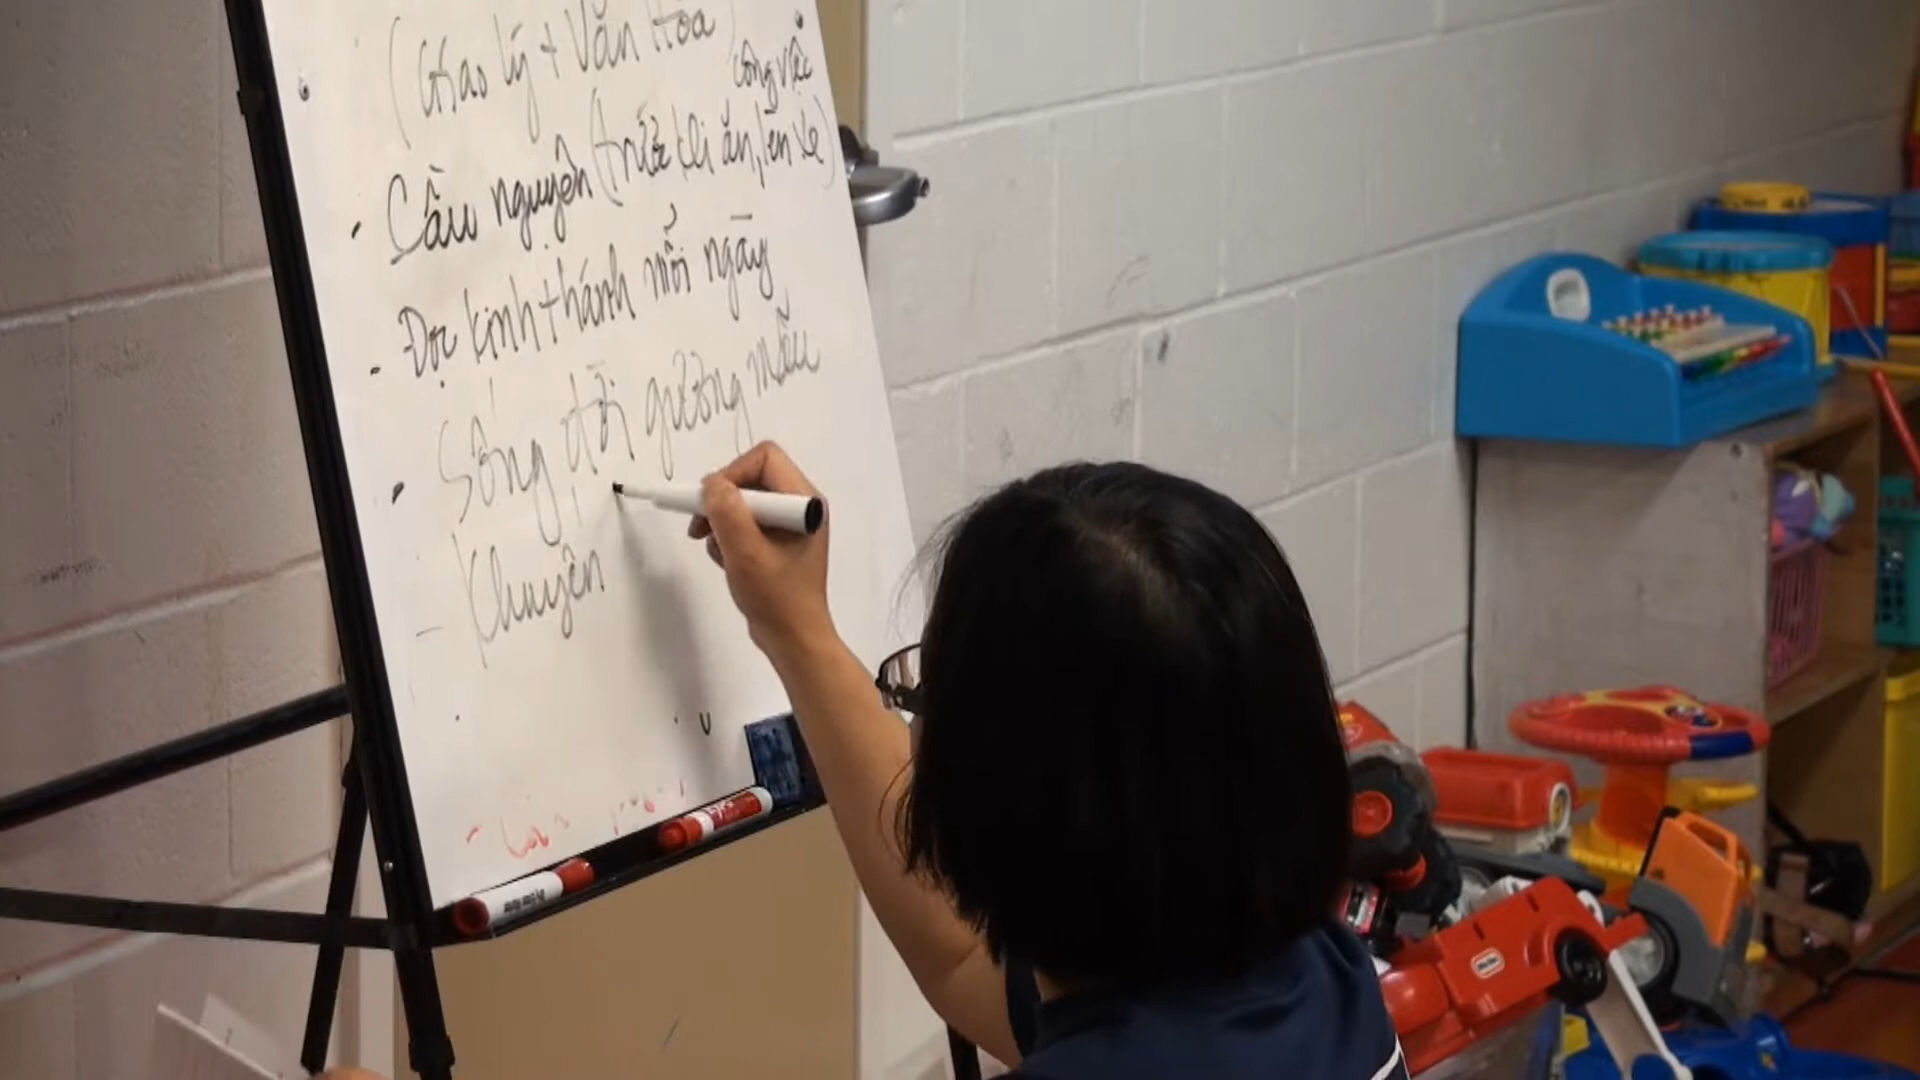 (Giáo lý + Văn Hóa)
công việc
- Cầu nguyện (trước khi ăn, lên xe)
- Đọc kinh thánh mỗi ngày
- Sống đời gương mẫu
- Khuyên